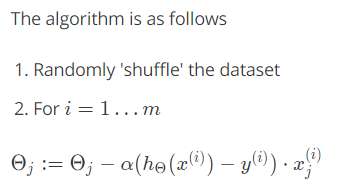 The algorithm is as follows
1. Randomly 'shuffle' the dataset
2. For i = 1…m
Θ_j := Θ_j − α(h_Θ(x^(i)) − y^(i)) · x_j^(i)